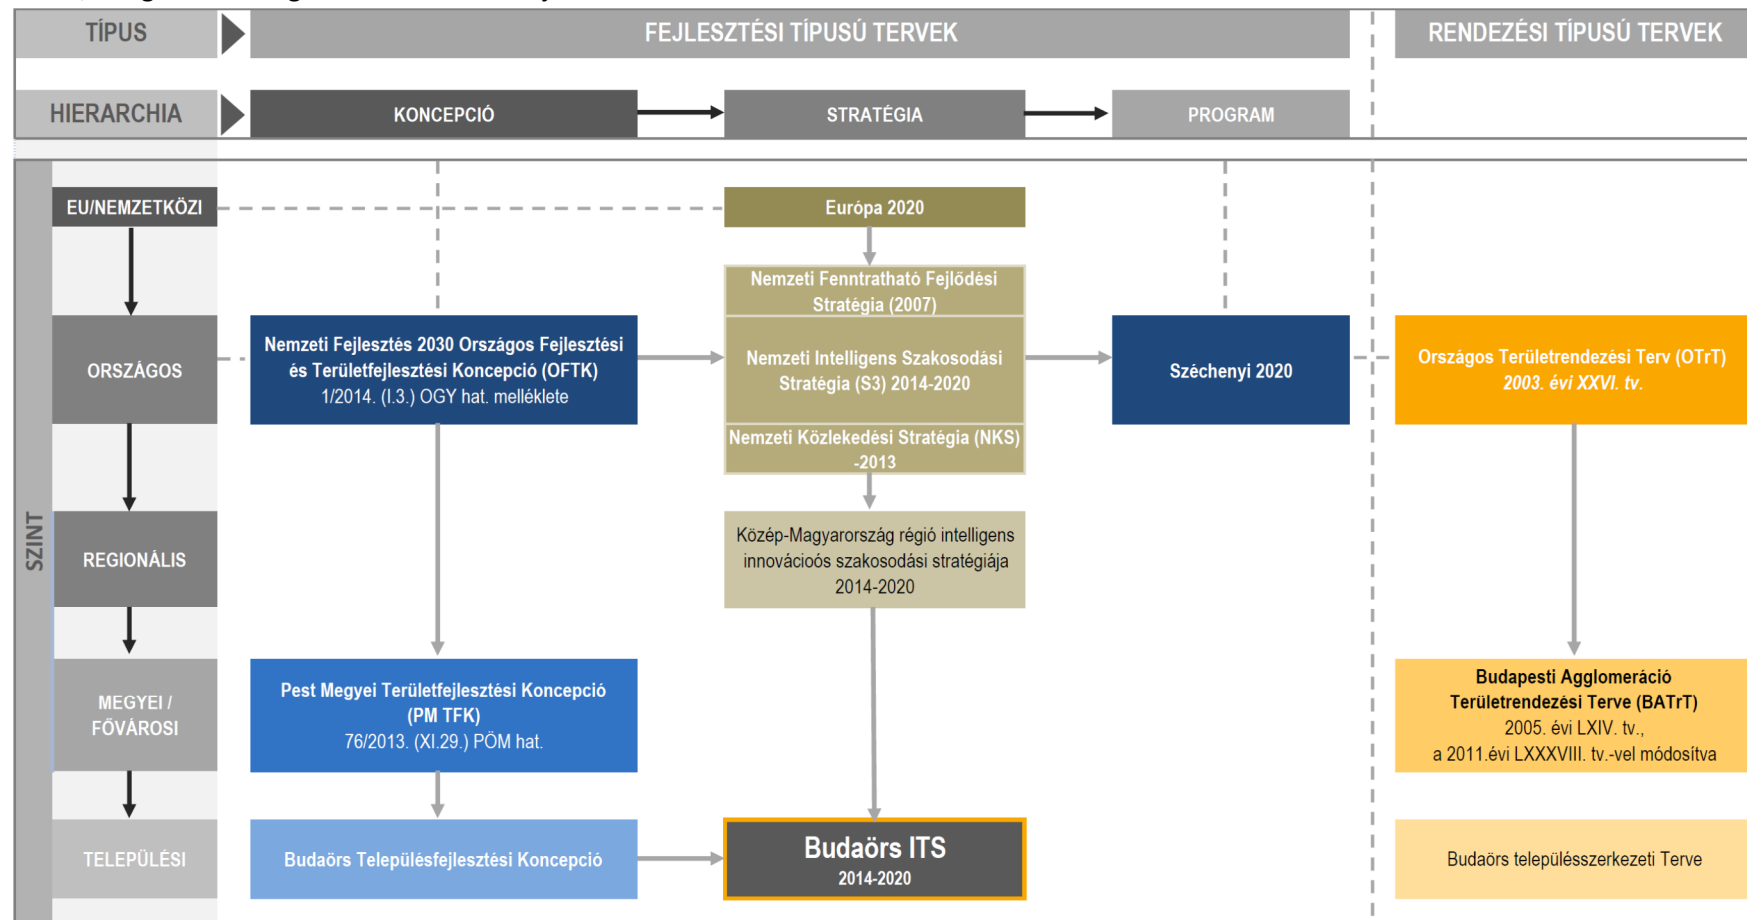 TÍPUS
FEJLESZTÉSI TÍPUSÚ TERVEK
RENDEZÉSI TÍPUSÚ TERVEK
HIERARCHIA
KONCEPCIÓ
STRATÉGIA
PROGRAM
SZINT
EU/NEMZETKÖZI
Európa 2020
Nemzeti Fenntratható Fejlődési
Stratégia (2007)
ORSZÁGOS
Nemzeti Fejlesztés 2030 Országos Fejlesztési
és Területfejlesztési Koncepció (OFTK)
1/2014. (I.3.) OGY hat. melléklete
Nemzeti Intelligens Szakosodási
Stratégia (S3) 2014-2020
Széchenyi 2020
Országos Területrendezési Terv (OTrT)
2003. évi XXVI. tv.
Nemzeti Közlekedési Stratégia (NKS)
-2013
REGIONÁLIS
Közép-Magyarország régió intelligens
innovációós szakosodási stratégiája
2014-2020
MEGYEI /
FŐVÁROSI
Pest Megyei Területfejlesztési Koncepció
(PM TFK)
76/2013. (XI.29.) PÖM hat.
Budapesti Agglomeráció
Területrendezési Terve (BATrT)
2005. évi LXIV. tv.,
a 2011.évi LXXXVIII. tv.-vel módosítva
TELEPÜLÉSI
Budaörs Településfejlesztési Koncepció
Budaörs ITS
2014-2020
Budaörs településszerkezeti Terve